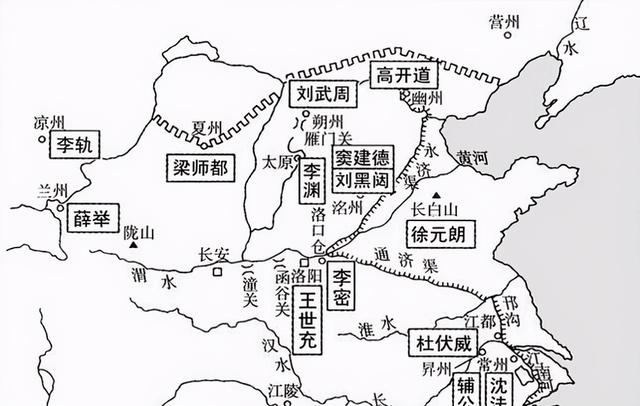 营州
辽水
高开道
幽州
刘武周
朔州
雁门关
凉州
李轨
夏州
梁师都
太原
李渊
窦建德
刘黑闼
永济渠
黄河
兰州
薛举
洺州
长白山
徐元朗
陇山
洛口仓
长安
渭水
潼关
函谷关
洛阳
李密
王世充
通济渠
邗沟
淮水
江都
杜伏威
汉水
昇州
常州
江南
江陵
长
辅公
沈法